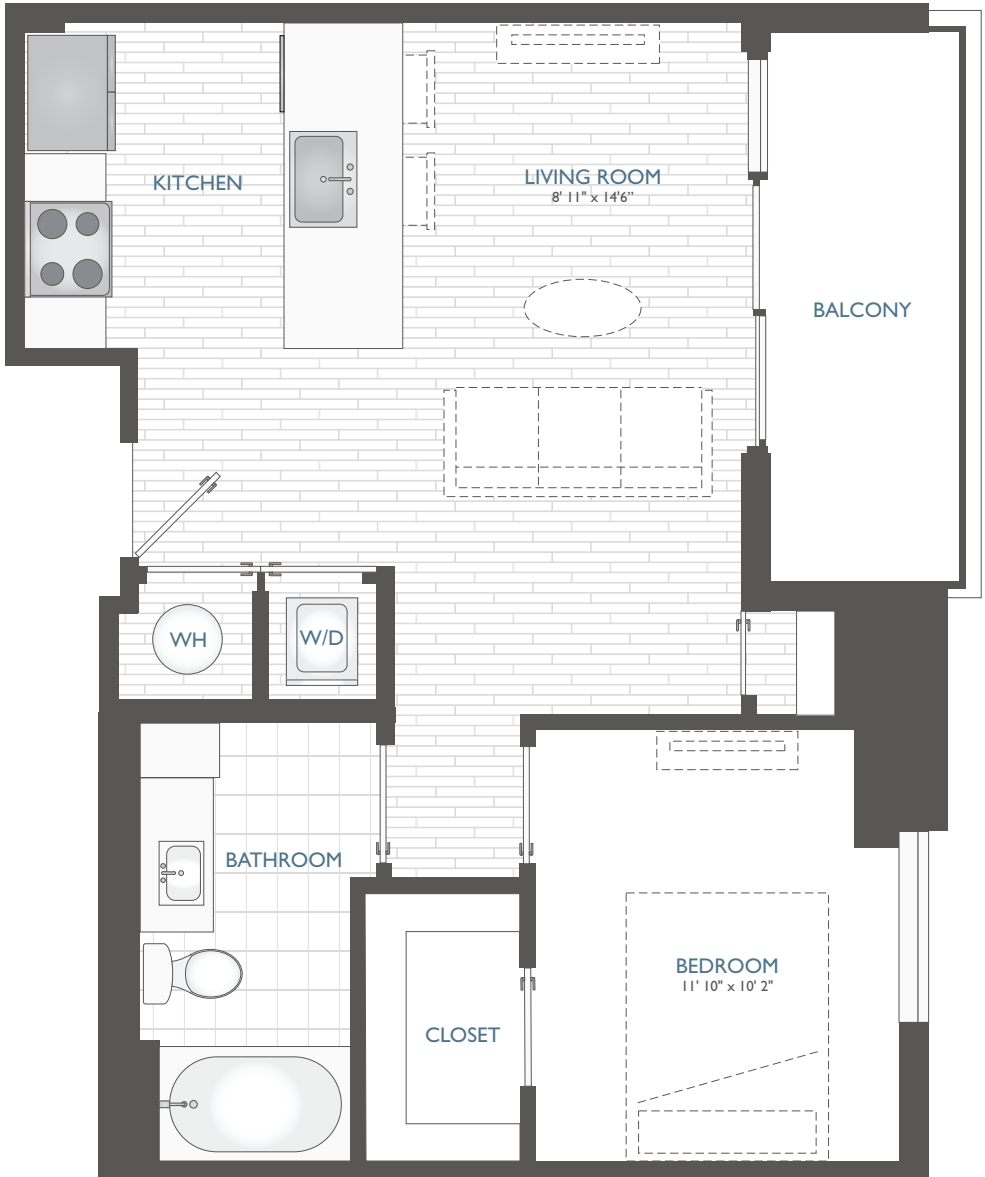 KITCHEN
LIVING ROOM
8' 11" x 14'6”
BALCONY
WH
W/D
BATHROOM
BEDROOM
11' 10" x 10' 2"
CLOSET